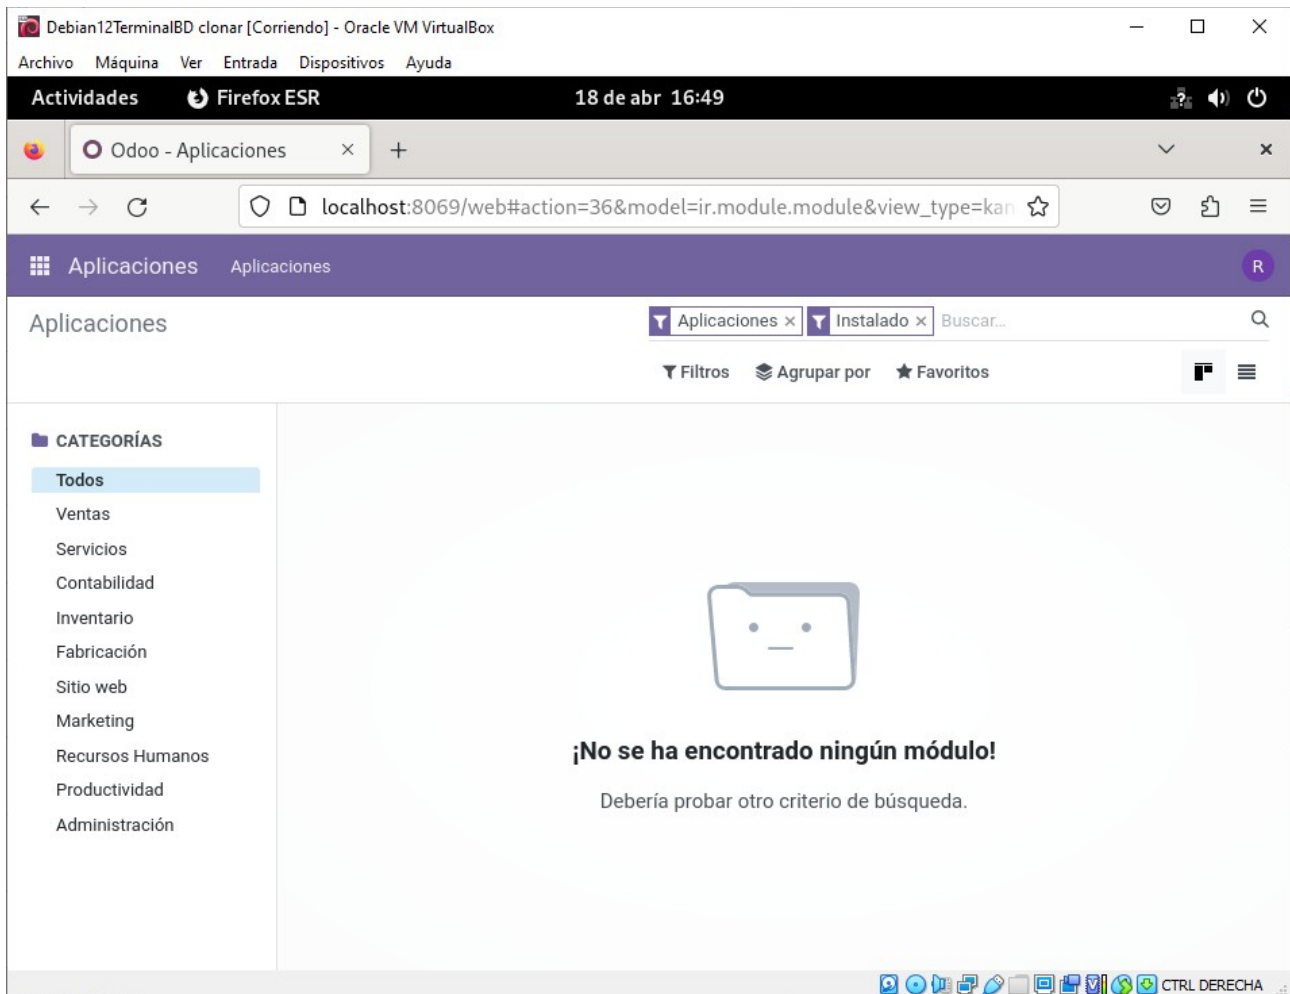 Debian12TerminalBD clonar [Corriendo] - Oracle VM VirtualBox
Archivo Máquina Ver Entrada Dispositivos Ayuda
Actividades Firefox ESR 18 de abr 16:49
Odoo - Aplicaciones
localhost:8069/web#action=36&model=ir.module.module&view_type=kan
Aplicaciones Aplicaciones R
Aplicaciones Aplicaciones Instalado Buscar...
Filtros Agrupar por Favoritos
CATEGORÍAS
Todos
Ventas
Servicios
Contabilidad
Inventario
Fabricación
Sitio web
Marketing
Recursos Humanos
Productividad
Administración
¡No se ha encontrado ningún módulo!
Debería probar otro criterio de búsqueda.
CTRL DERECHA